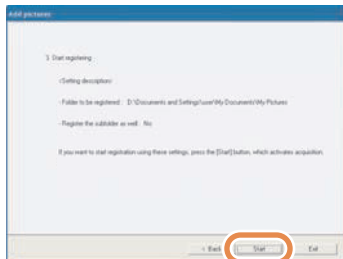 Add pictures
3. Start registering
<Setting description>
- Folder to be registered : D:\Documents and Settings\user\My Documents\My Pictures
- Register the subfolder as well : No
If you want to start registration using these settings, press the [Start] button, which activates acquisition.
< Back
Start
Exit